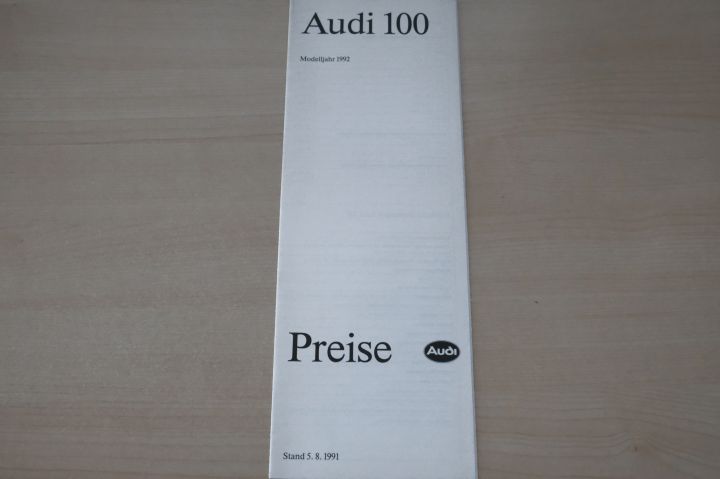 Audi 100
Modelljahr 1992
Preise
Audi
Stand 5. 8. 1991